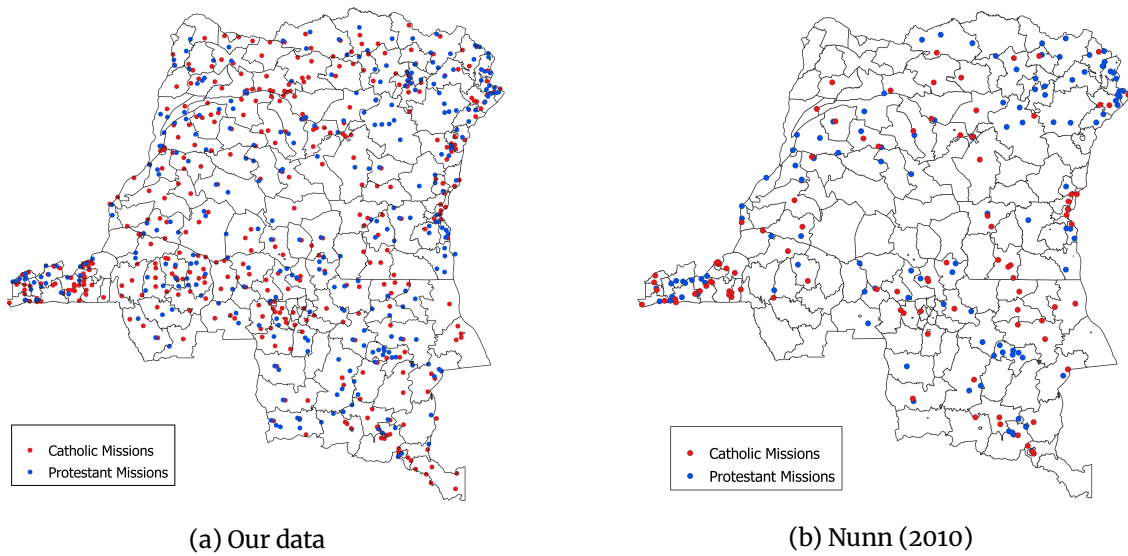 Catholic Missions
Protestant Missions
(a) Our data
Catholic Missions
Protestant Missions
(b) Nunn (2010)